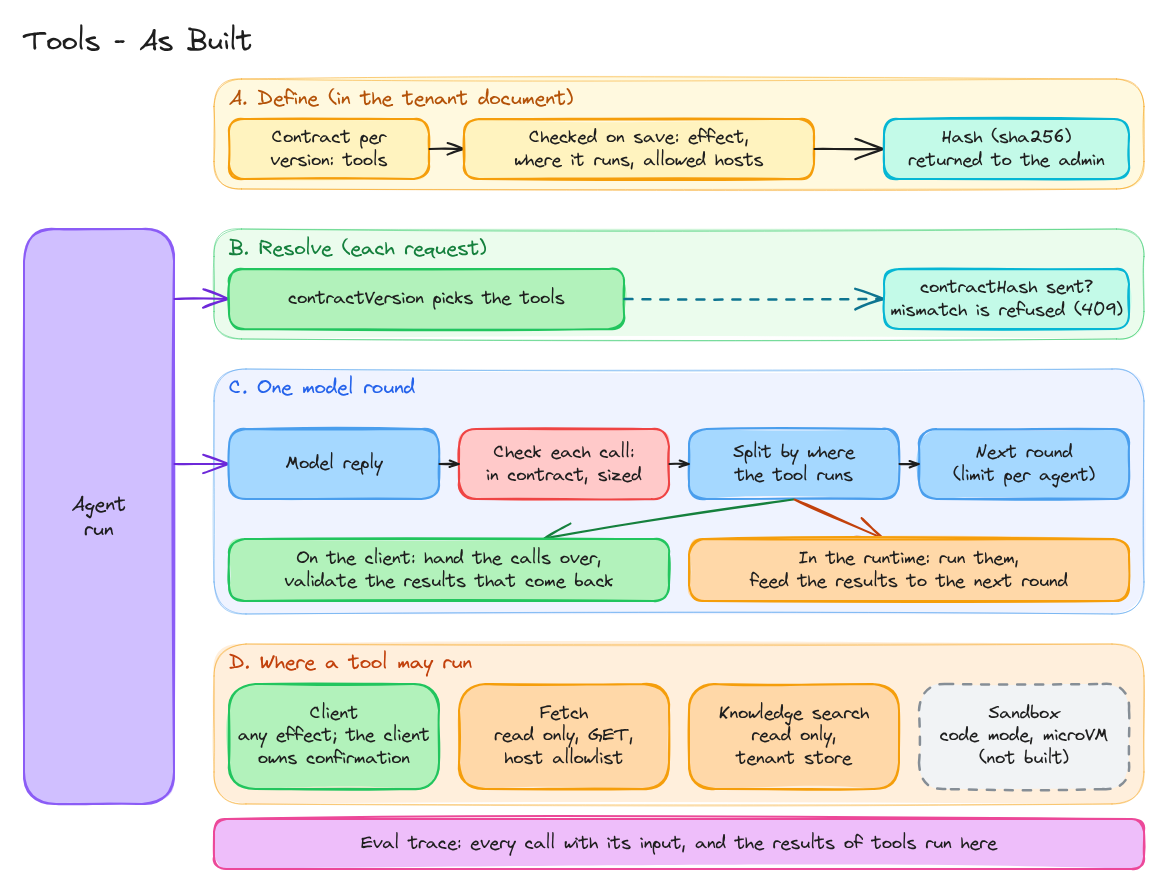 Tools - As Built
A. Define (in the tenant document)
Contract per
version: tools
Checked on save: effect,
where it runs, allowed hosts
Hash (sha256)
returned to the admin
Agent
run
B. Resolve (each request)
contractVersion picks the tools
contractHash sent?
mismatch is refused (409)
C. One model round
Model reply
Check each call:
in contract, sized
Split by where
the tool runs
Next round
(limit per agent)
On the client: hand the calls over,
validate the results that come back
In the runtime: run them,
feed the results to the next round
D. Where a tool may run
Client
any effect; the client
owns confirmation
Fetch
read only, GET,
host allowlist
Knowledge search
read only,
tenant store
Sandbox
code mode, microVM
(not built)
Eval trace: every call with its input, and the results of tools run here